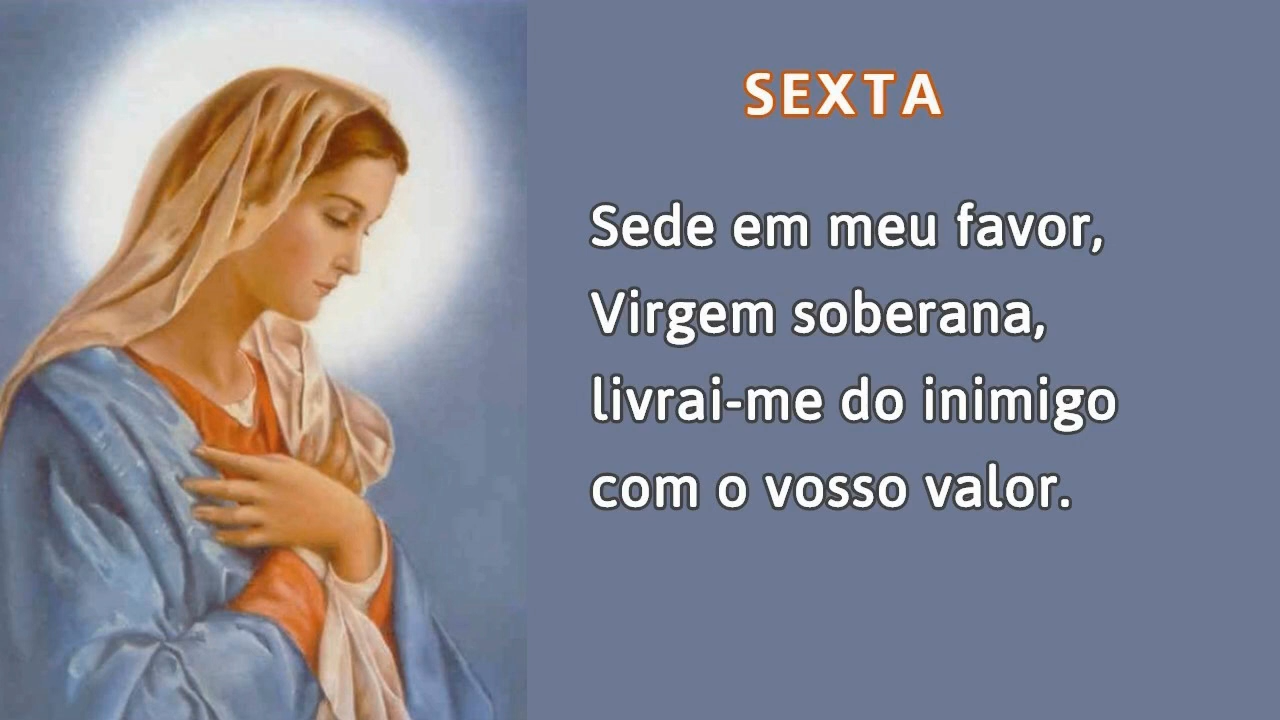 SEXTA
Sede em meu favor,
Virgem soberana,
livrai-me do inimigo
com o vosso valor.